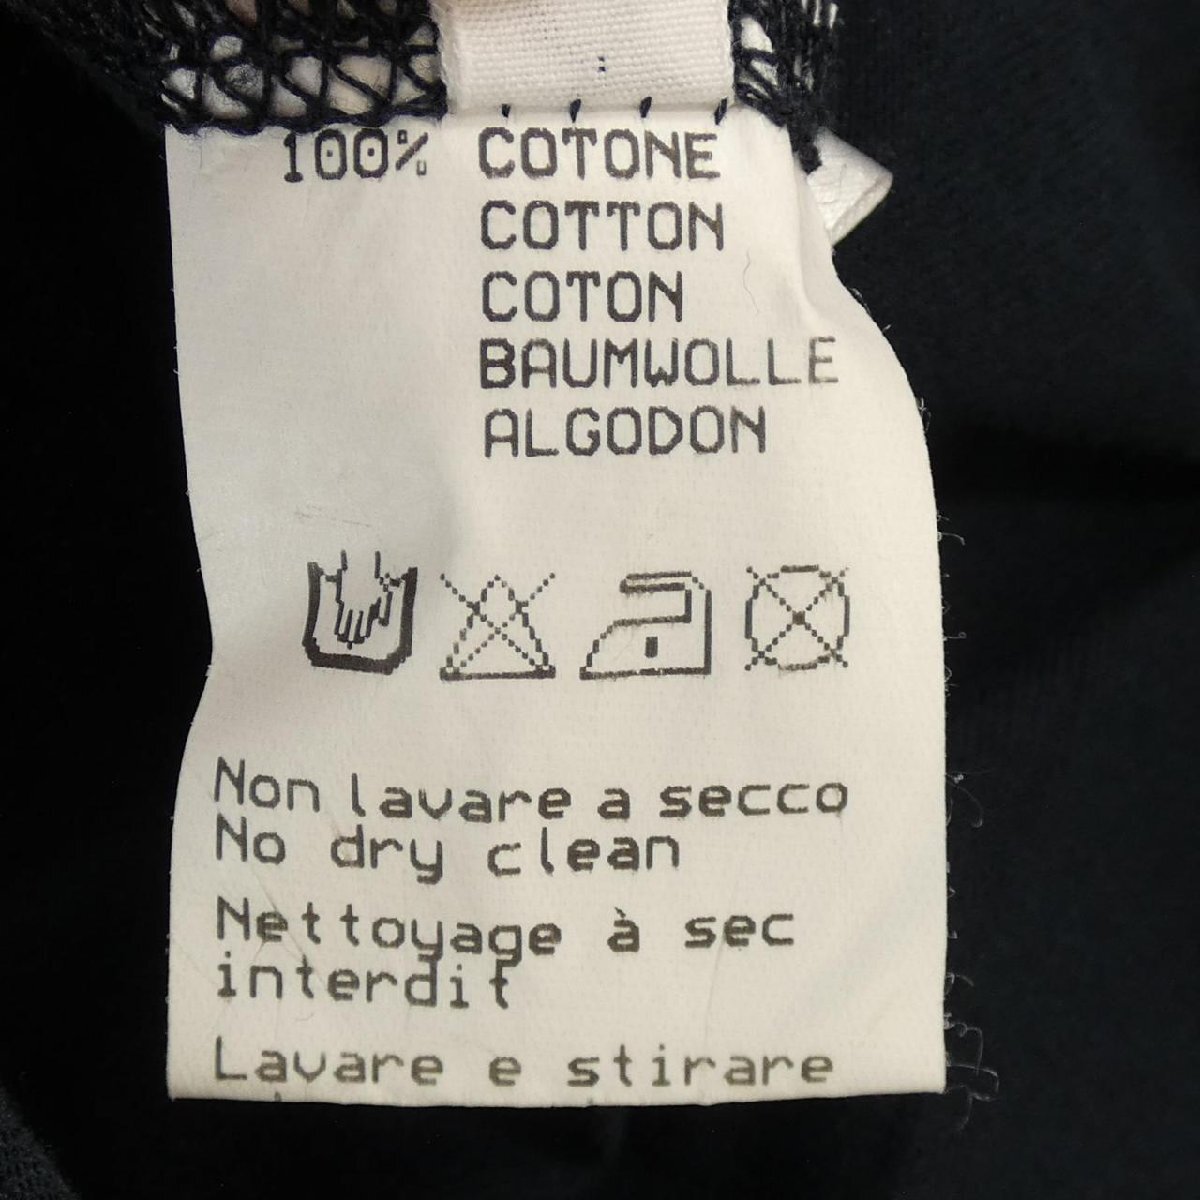 100% COTONE
COTTON
COTON
BAUMWOLLE
ALGODON
Non lavare a secco
No dry clean
Nettoyage à sec
interdit
Lavare e stirare